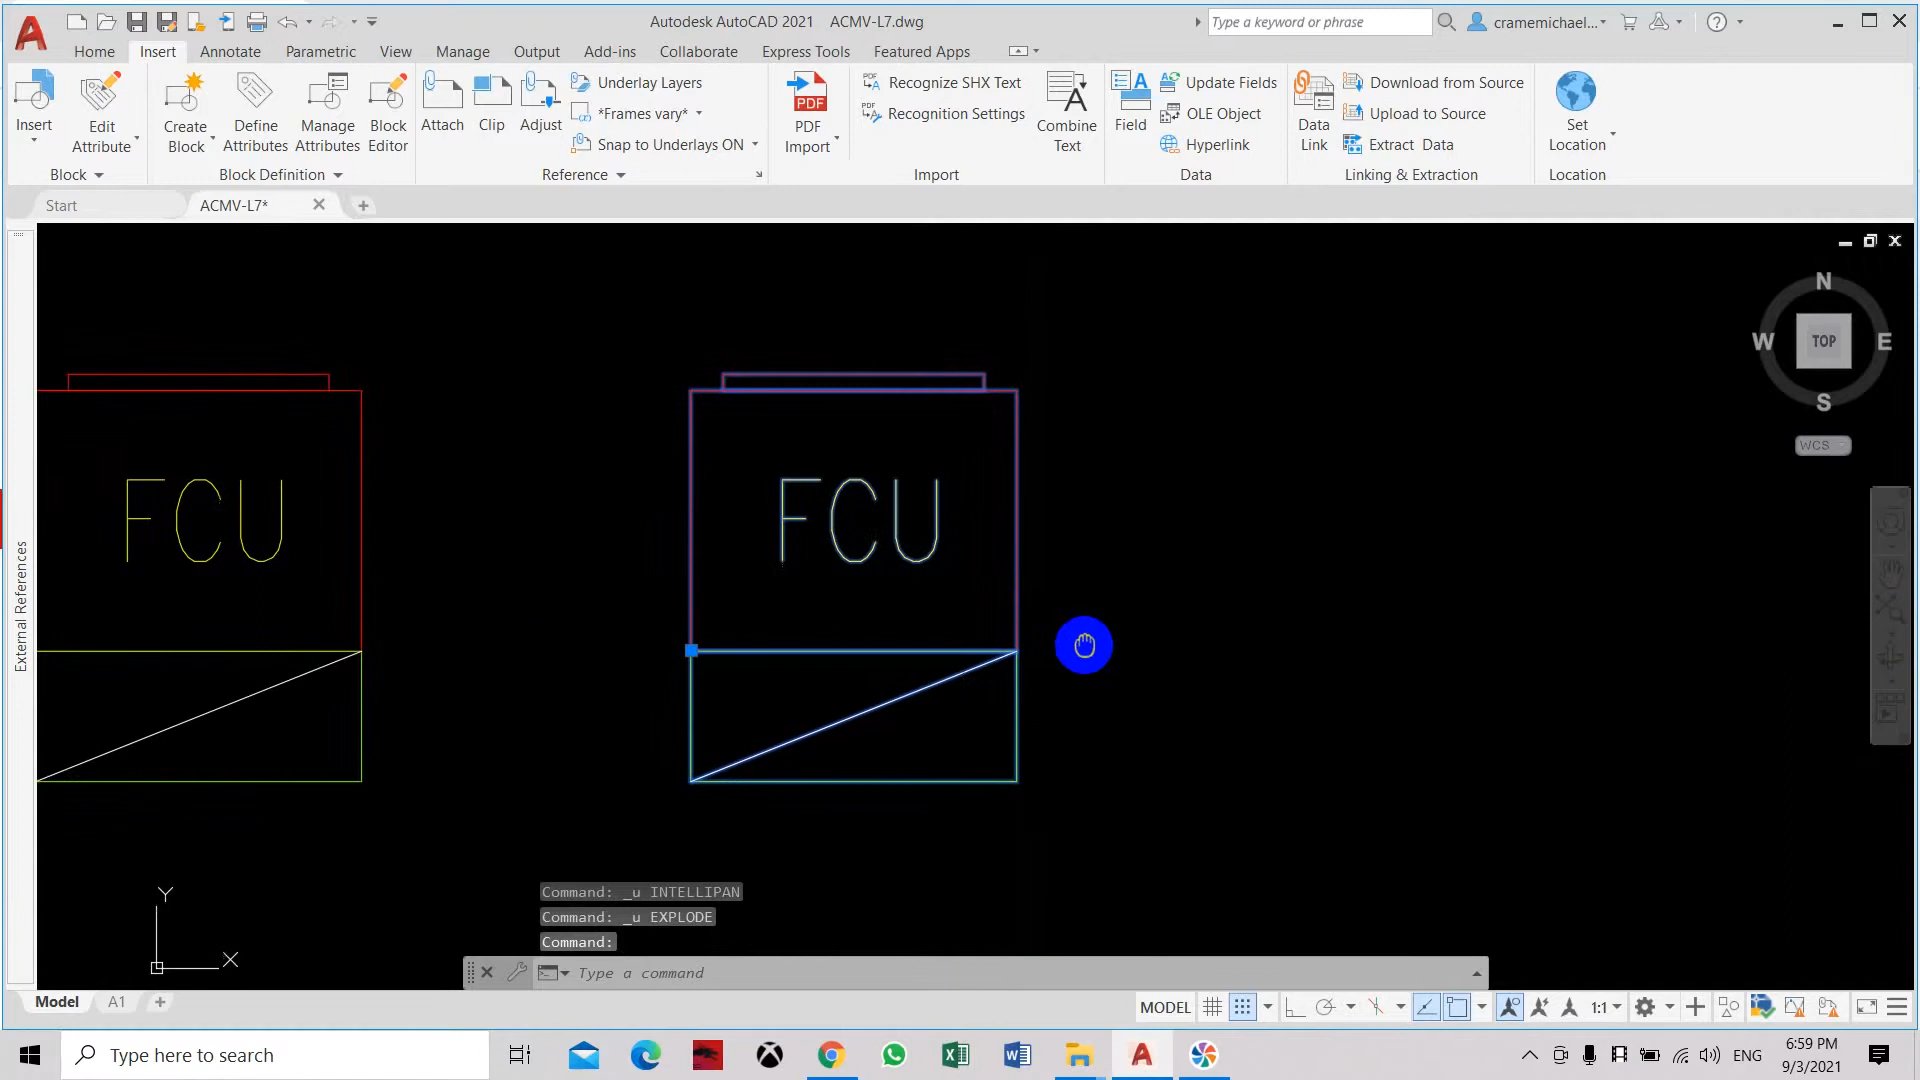 Autodesk AutoCAD 2021 ACMV-L7.dwg
Type a keyword or phrase
cramemichael...
Home Insert Annotate Parametric View Manage Output Add-ins Collaborate Express Tools Featured Apps
Insert
Edit Attribute
Block
Create Block
Define Attributes
Manage Attributes
Block Editor
Block Definition
Attach
Clip
Adjust
Underlay Layers
*Frames vary*
Snap to Underlays ON
Reference
PDF
PDF Import
Recognize SHX Text
Recognition Settings
Combine Text
Import
Field
Update Fields
OLE Object
Hyperlink
Data
Data Link
Download from Source
Upload to Source
Extract Data
Linking & Extraction
Set Location
Location
Start
ACMV-L7*
External References
FCU
FCU
N
W TOP E
S
WCS
Y
X
Command: _u INTELLIPAN
Command: _u EXPLODE
Command:
Type a command
Model A1
MODEL
1:1
Type here to search
ENG
6:59 PM
9/3/2021